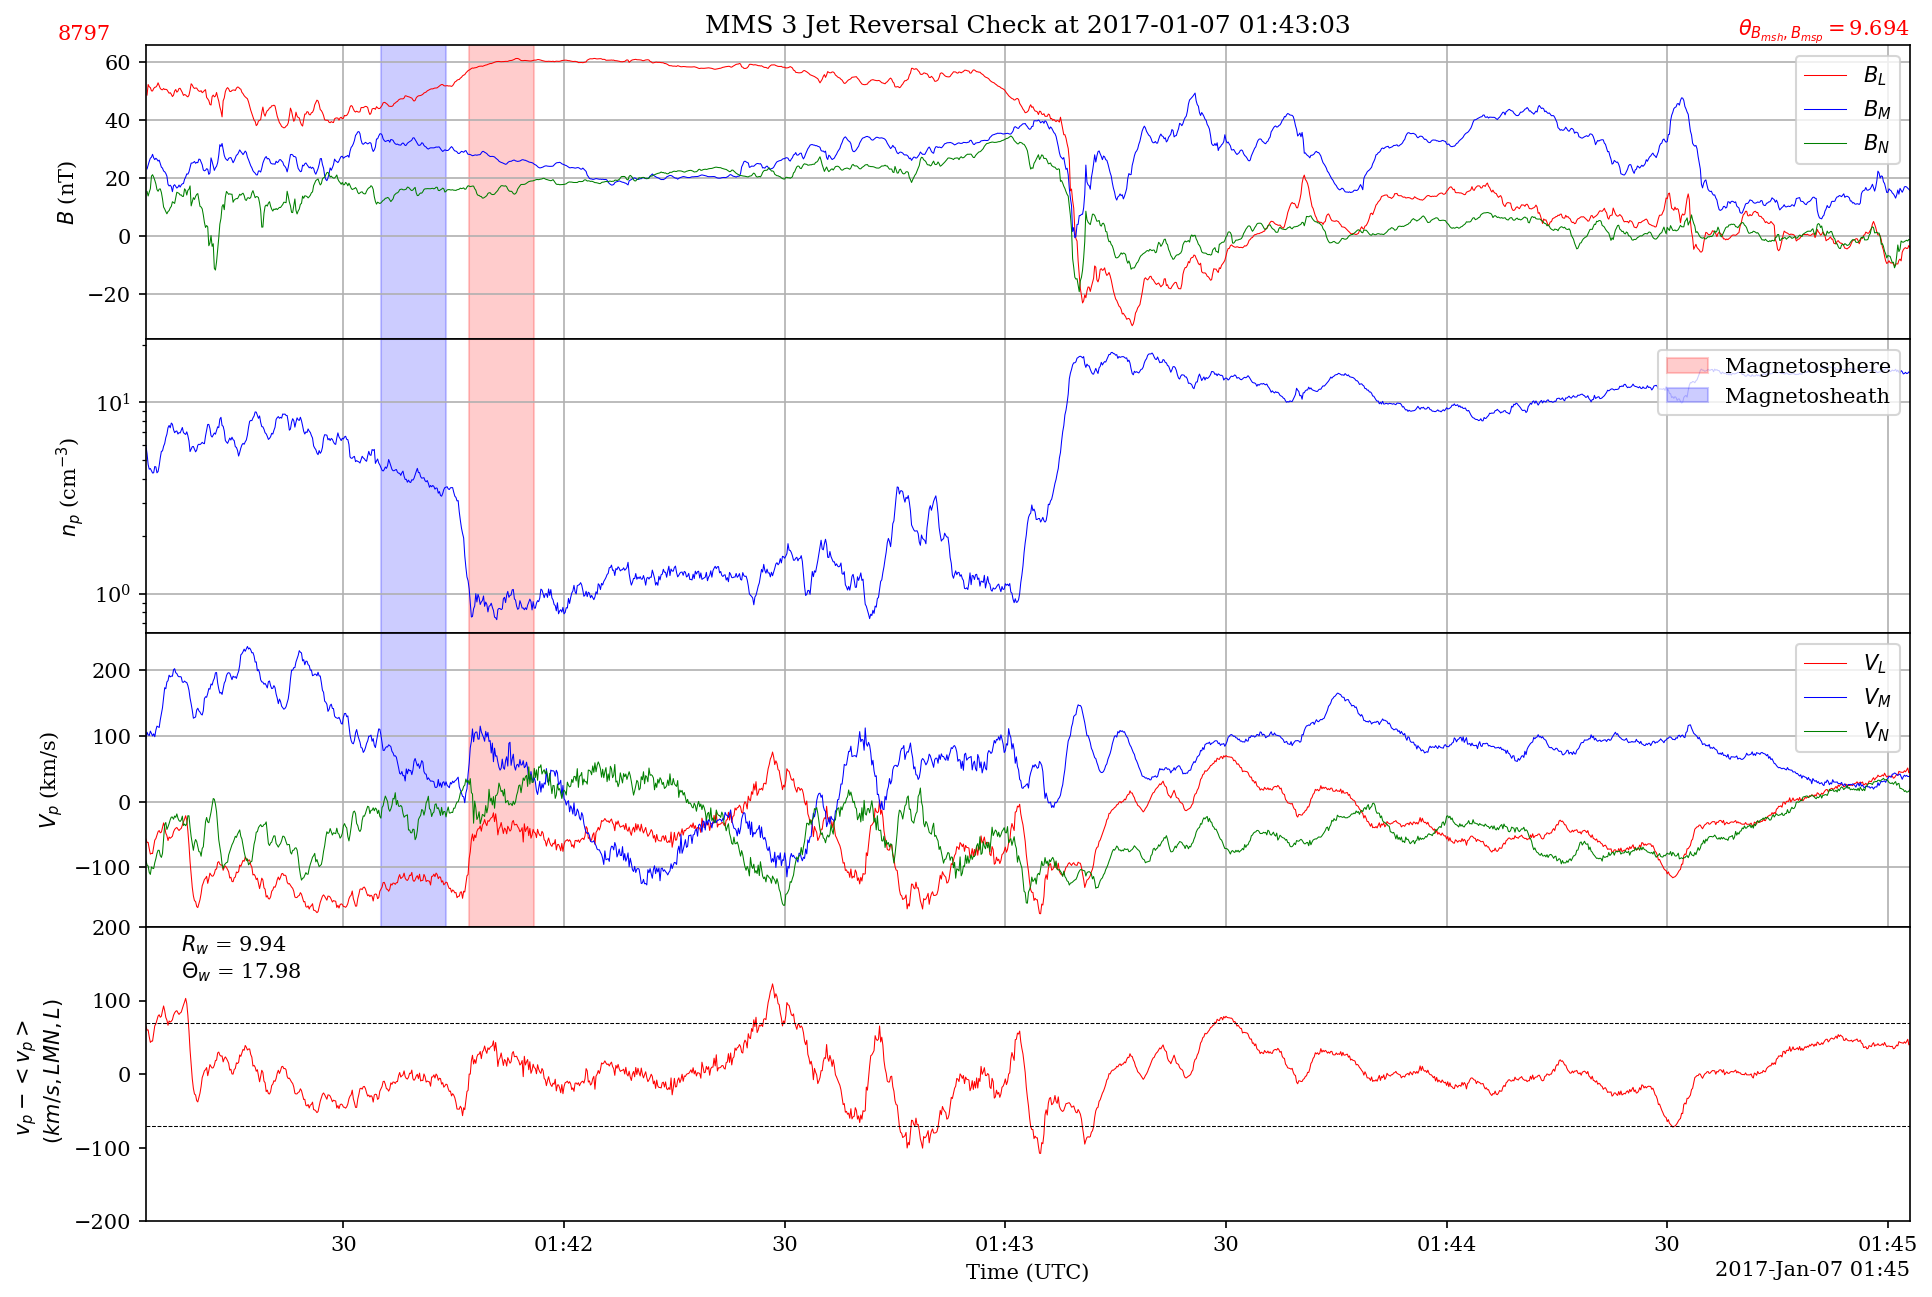 MMS 3 Jet Reversal Check at 2017-01-07 01:43:03
8797
θ_{B_{msh}, B_{msp}} = 9.694
60
40
20
0
−20
B (nT)
B_L
B_M
B_N
10^1
10^0
n_p (cm^{−3})
Magnetosphere
Magnetosheath
200
100
0
−100
V_p (km/s)
V_L
V_M
V_N
200
100
0
−100
−200
v_p − < v_p >
(km/s, LMN, L)
R_w = 9.94
Θ_w = 17.98
30
01:42
30
01:43
30
01:44
30
01:45
Time (UTC)
2017-Jan-07 01:45